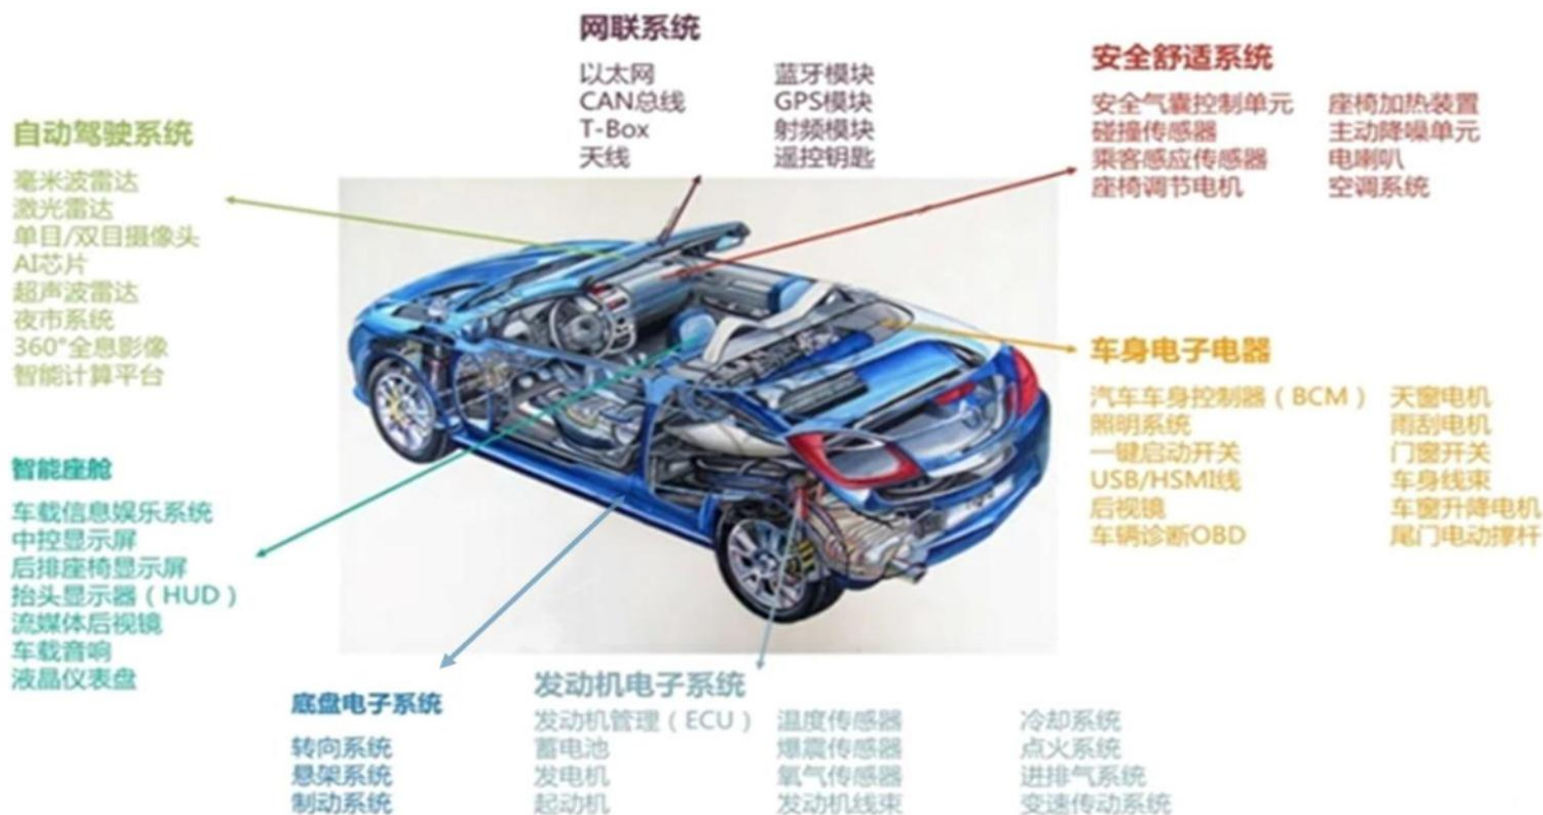 网联系统
以太网
CAN总线
T-Box
天线
蓝牙模块
GPS模块
射频模块
遥控钥匙
安全舒适系统
安全气囊控制单元
碰撞传感器
乘客感应传感器
座椅调节电机
座椅加热装置
主动降噪单元
电喇叭
空调系统
自动驾驶系统
毫米波雷达
激光雷达
单目/双目摄像头
AI芯片
超声波雷达
夜市系统
360°全息影像
智能计算平台
车身电子电器
汽车车身控制器（BCM）
照明系统
一键启动开关
USB/HSMI线
后视镜
车辆诊断OBD
天窗电机
雨刮电机
门窗开关
车身线束
车窗升降电机
尾门电动撑杆
智能座舱
车载信息娱乐系统
中控显示屏
后排座椅显示屏
抬头显示器（HUD）
流媒体后视镜
车载音响
液晶仪表盘
底盘电子系统
转向系统
悬架系统
制动系统
发动机电子系统
发动机管理（ECU）
蓄电池
发电机
起动机
温度传感器
爆震传感器
氧气传感器
发动机线束
冷却系统
点火系统
进排气系统
变速传动系统